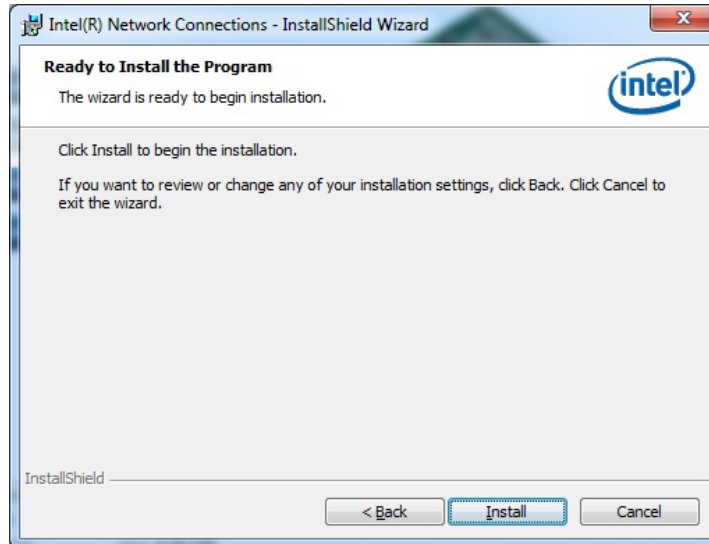 Intel(R) Network Connections - InstallShield Wizard
Ready to Install the Program
The wizard is ready to begin installation.
intel
Click Install to begin the installation.
If you want to review or change any of your installation settings, click Back. Click Cancel to
exit the wizard.
InstallShield
< Back
Install
Cancel